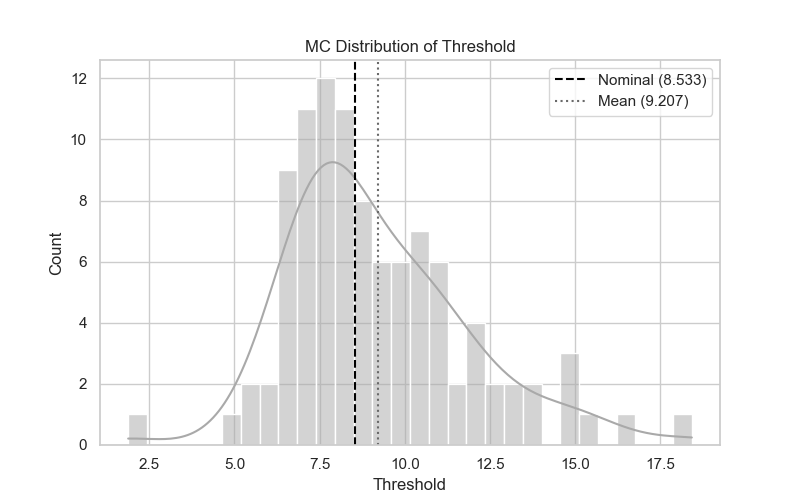 MC Distribution of Threshold
Nominal (8.533)
Mean (9.207)
12
10
8
6
4
2
0
Count
2.5 5.0 7.5 10.0 12.5 15.0 17.5
Threshold